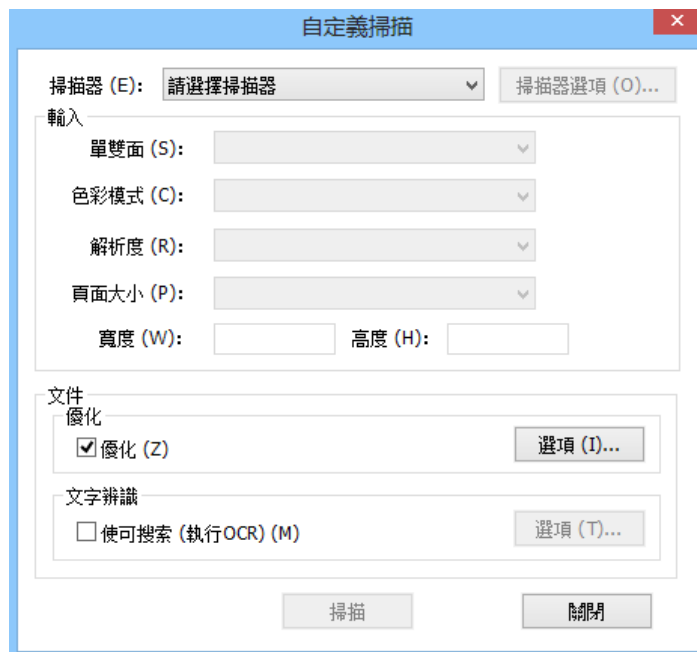 自定義掃描
掃描器 (E): 請選擇掃描器 掃描器選項 (O)...
輸入
單雙面 (S):
色彩模式 (C):
解析度 (R):
頁面大小 (P):
寬度 (W): 高度 (H):
文件
優化
優化 (Z) 選項 (I)...
文字辨識
使可搜索 (執行OCR) (M) 選項 (T)...
掃描 關閉